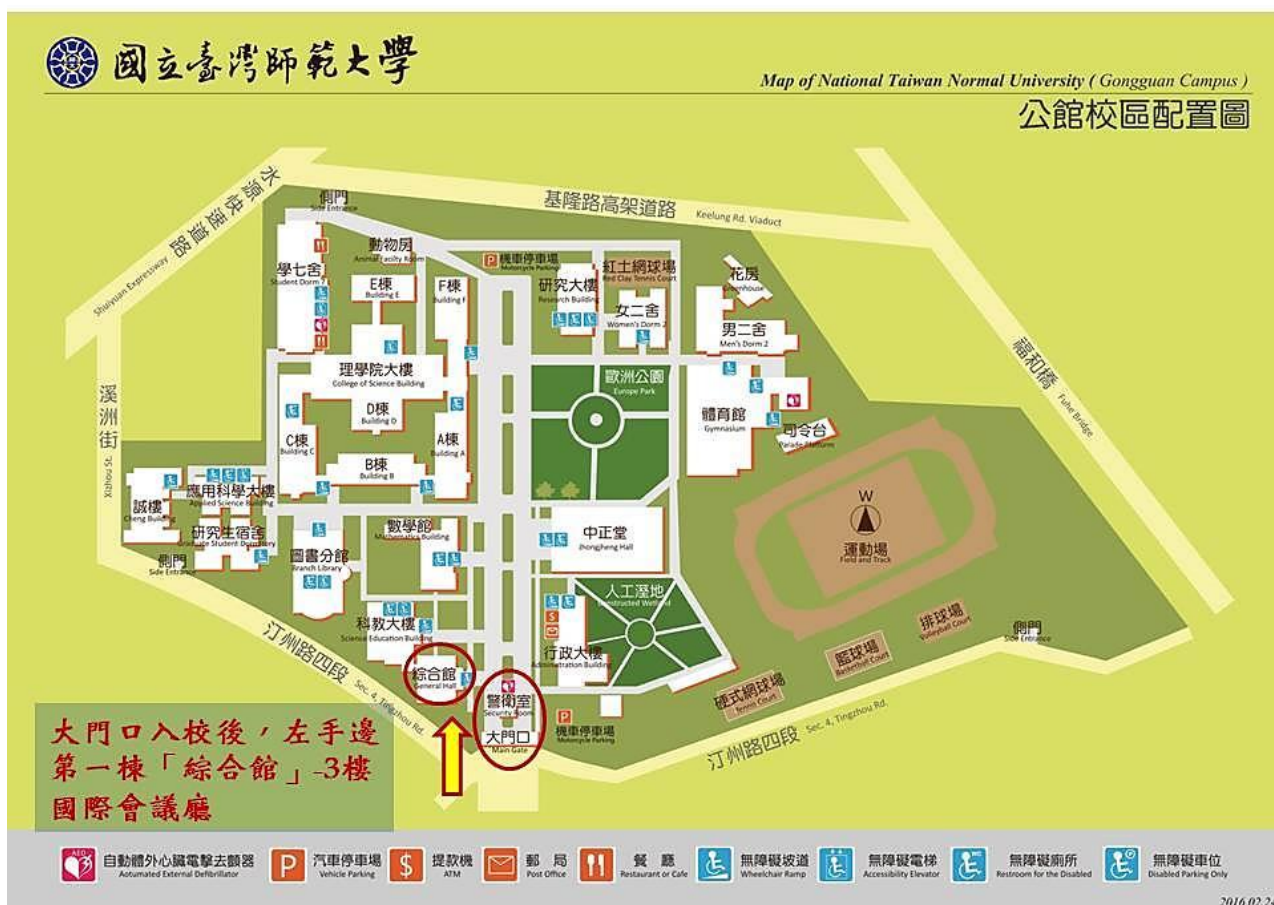 國立臺灣師範大學
Map of National Taiwan Normal University ( Gongguan Campus )
公館校區配置圖
水源快速道路
Shuiyuan Expressway
側門
Side Entrance
基隆路高架道路 Keelung Rd. Viaduct
動物房
Animal Facility Room
P 機車停車場
Motorcycle Parking
紅土網球場
Red Clay Tennis Court
花房
Greenhouse
學七舍
Student Dorm 7
E棟
Building E
F棟
Building F
研究大樓
Research Building
女二舍
Women's Dorm 2
男二舍
Men's Dorm 2
福和橋
Fuhe Bridge
理學院大樓
College of Science Building
歐洲公園
Europe Park
溪洲街
Xizhou St.
D棟
Building D
體育館
Gymnasium
司令台
Parade Platform
C棟
Building C
A棟
Building A
B棟
Building B
誠樓
Cheng Building
應用科學大樓
Applied Science Building
W
研究生宿舍
Graduate Student Dormitory
數學館
Mathematics Building
中正堂
Jhongjheng Hall
運動場
Field and Track
側門
Side Entrance
圖書分館
Branch Library
人工溼地
Constructed Wetland
科教大樓
Science Education Building
$
行政大樓
Administration Building
排球場
Volleyball Court
側門
Side Entrance
籃球場
Basketball Court
汀州路四段 Sec. 4, Tingzhou Rd.
綜合館
General Hall
硬式網球場
Tennis Court
警衛室
Security Room
大門口
Main Gate
P 機車停車場
Motorcycle Parking
汀州路四段 Sec. 4, Tingzhou Rd.
大門口入校後，左手邊
第一棟「綜合館」-3樓
國際會議廳
AED 自動體外心臟電擊去顫器
Aotumated External Defibrillator
P 汽車停車場
Vehicle Parking
$ 提款機
ATM
郵局
Post Office
餐廳
Restaurant or Cafe
無障礙坡道
Wheelchair Ramp
無障礙電梯
Accessibility Elevator
WC 無障礙廁所
Restroom for the Disabled
P 無障礙車位
Disabled Parking Only
2016.02.24